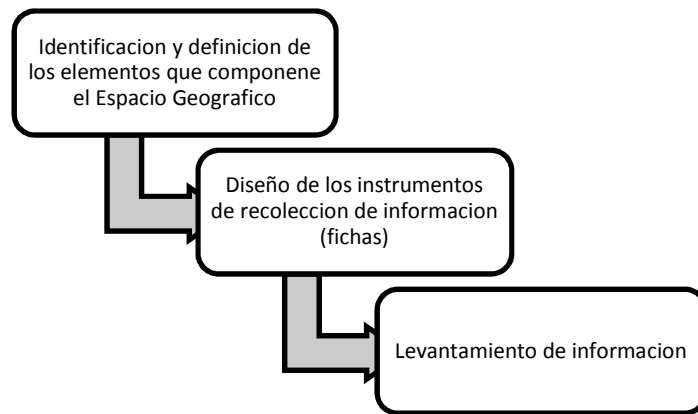 Identificacion y definicion de
los elementos que componene
el Espacio Geografico
Diseño de los instrumentos
de recoleccion de informacion
(fichas)
Levantamiento de informacion